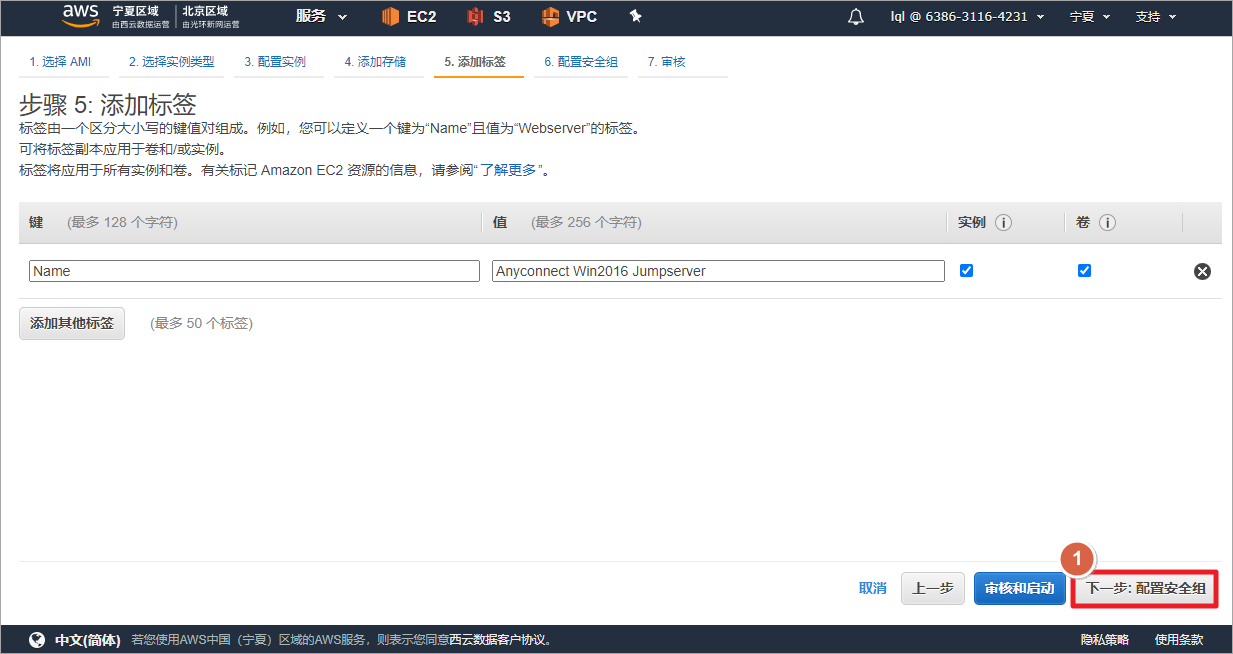 aws 宁夏区域 由西云数据运营 北京区域 由光环新网运营 服务 EC2 S3 VPC lql @ 6386-3116-4231 宁夏 支持
1. 选择 AMI 2. 选择实例类型 3. 配置实例 4. 添加存储 5. 添加标签 6. 配置安全组 7. 审核
步骤 5: 添加标签
标签由一个区分大小写的键值对组成。例如，您可以定义一个键为“Name”且值为“Webserver”的标签。
可将标签副本应用于卷和/或实例。
标签将应用于所有实例和卷。有关标记 Amazon EC2 资源的信息，请参阅“了解更多”。
键 (最多 128 个字符) 值 (最多 256 个字符) 实例 i 卷 i
Name Anyconnect Win2016 Jumpserver
添加其他标签 (最多 50 个标签)
1
取消 上一步 审核和启动 下一步: 配置安全组
中文(简体) 若您使用AWS中国（宁夏）区域的AWS服务，则表示您同意西云数据客户协议。 隐私策略 使用条款